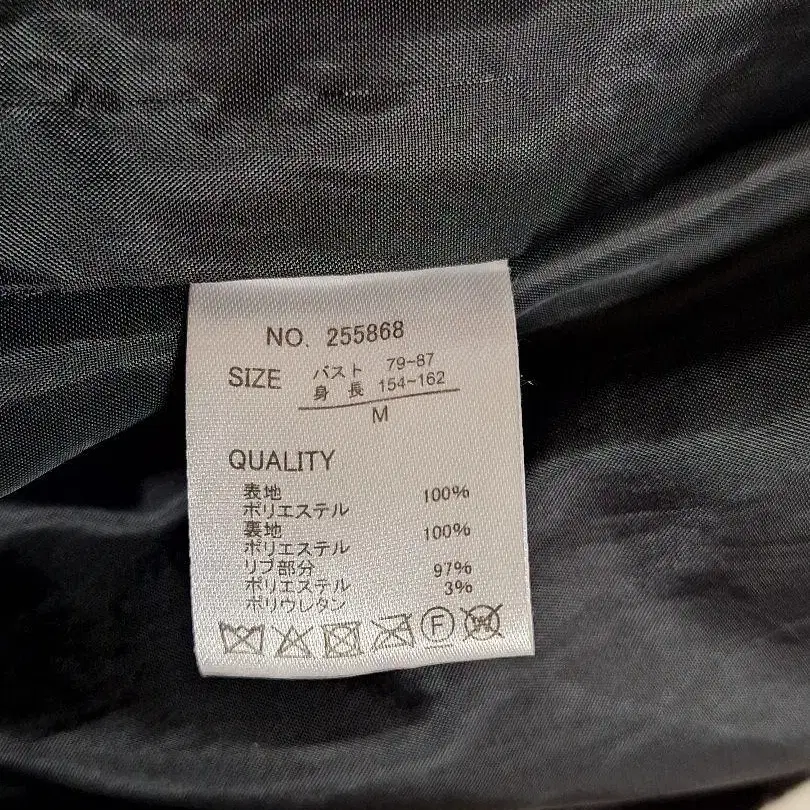 NO. 255868
SIZE バスト 79~87
身長 154~162
M
QUALITY
表地
ポリエステル 100%
裏地
ポリエステル 100%
リブ部分
ポリエステル 97%
ポリウレタン 3%
F W